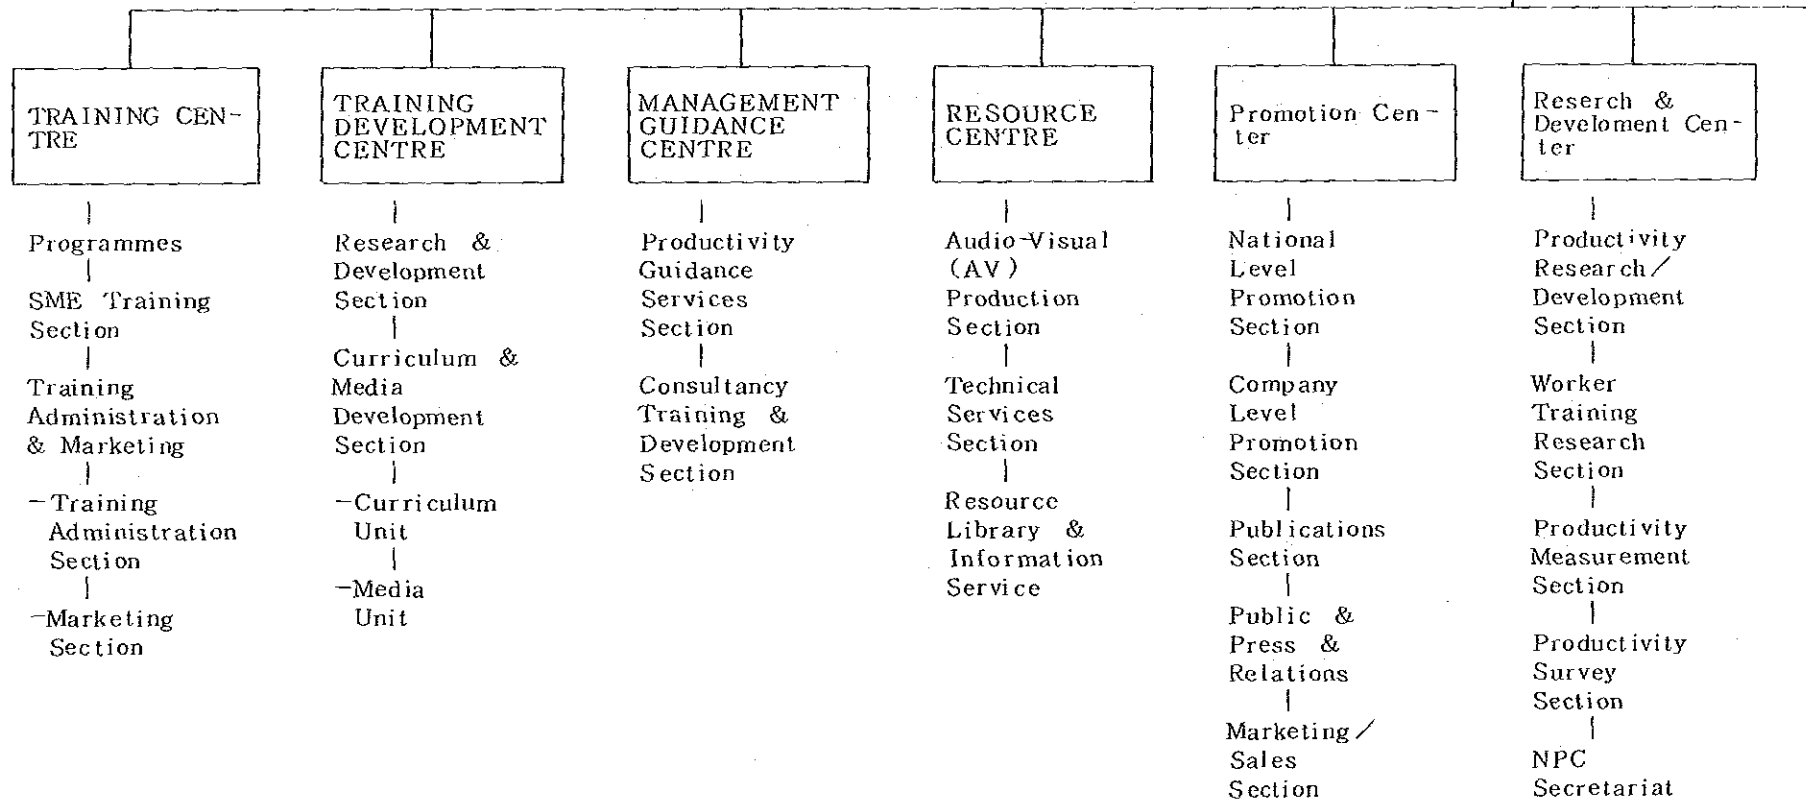 TRAINING CEN-
TRE
Programmes
SME Training
Section
Training
Administration
& Marketing
-Training
Administration
Section
-Marketing
Section
TRAINING
DEVELOPMENT
CENTRE
Research &
Development
Section
Curriculum &
Media
Development
Section
-Curriculum
Unit
-Media
Unit
MANAGEMENT
GUIDANCE
CENTRE
Productivity
Guidance
Services
Section
Consultancy
Training &
Development
Section
RESOURCE
CENTRE
Audio-Visual
(AV)
Production
Section
Technical
Services
Section
Resource
Library &
Information
Service
Promotion Cen-
ter
National
Level
Promotion
Section
Company
Level
Promotion
Section
Publications
Section
Public &
Press &
Relations
Marketing/
Sales
Section
Reserch &
Develoment Cen-
ter
Productivity
Research/
Development
Section
Worker
Training
Research
Section
Productivity
Measurement
Section
Productivity
Survey
Section
NPC
Secretariat